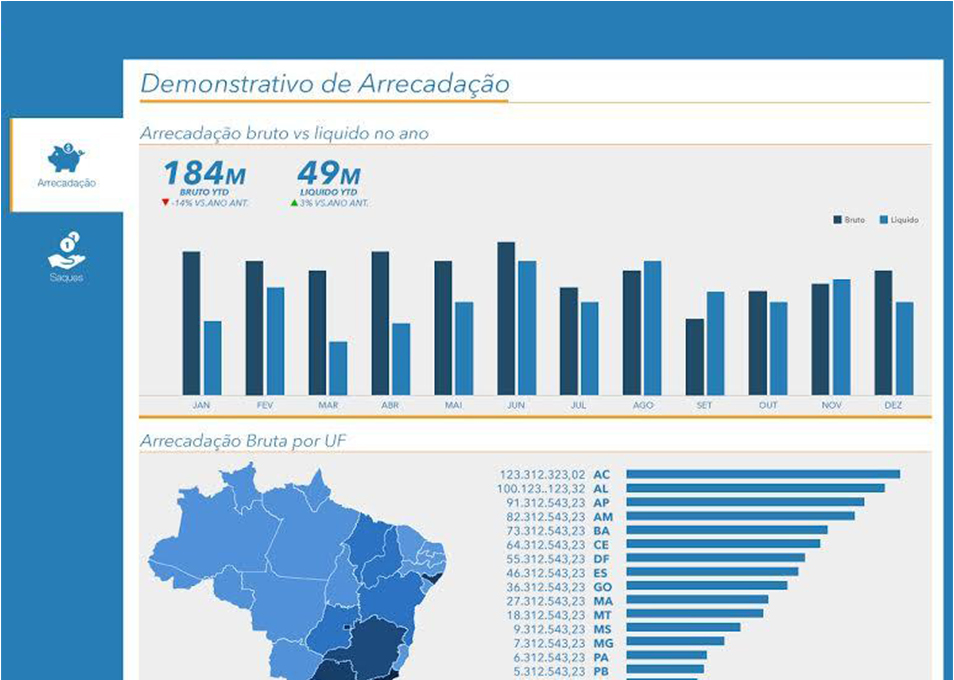 Demonstrativo de Arrecadação
Arrecadação
Saques
Arrecadação bruto vs liquido no ano
184M
BRUTO YTD
-14% VS.ANO ANT.
49M
LIQUIDO YTD
3% VS.ANO ANT.
Bruto Liquido
JAN FEV MAR ABR MAI JUN JUL AGO SET OUT NOV DEZ
Arrecadação Bruta por UF
123.312.323,02 AC
100.123..123,32 AL
91.312.543,23 AP
82.312.543,23 AM
73.312.543,23 BA
64.312.543,23 CE
55.312.543,23 DF
46.312.543,23 ES
36.312.543,23 GO
27.312.543,23 MA
18.312.543,23 MT
9.312.543,23 MS
7.312.543,23 MG
6.312.543,23 PA
5.312.543,23 PB